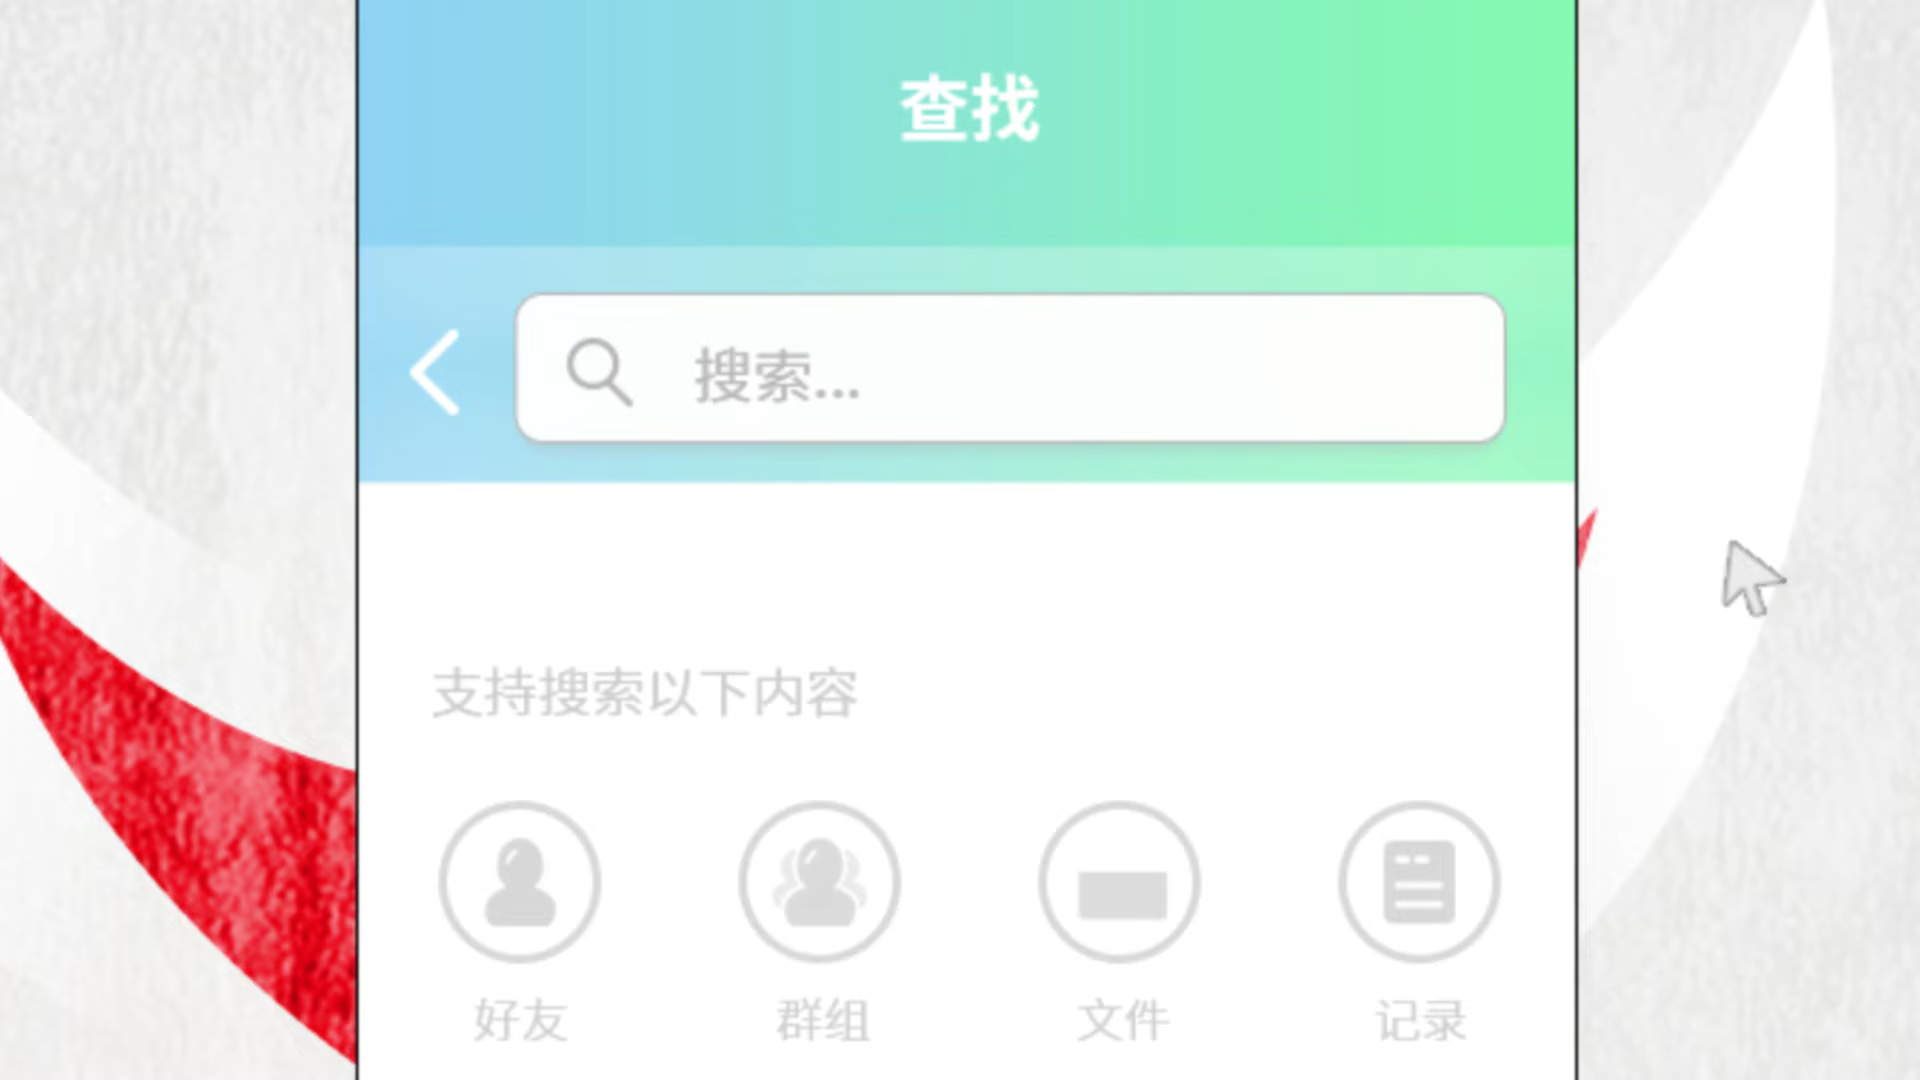 查找
搜索...
支持搜索以下内容
好友
群组
文件
记录